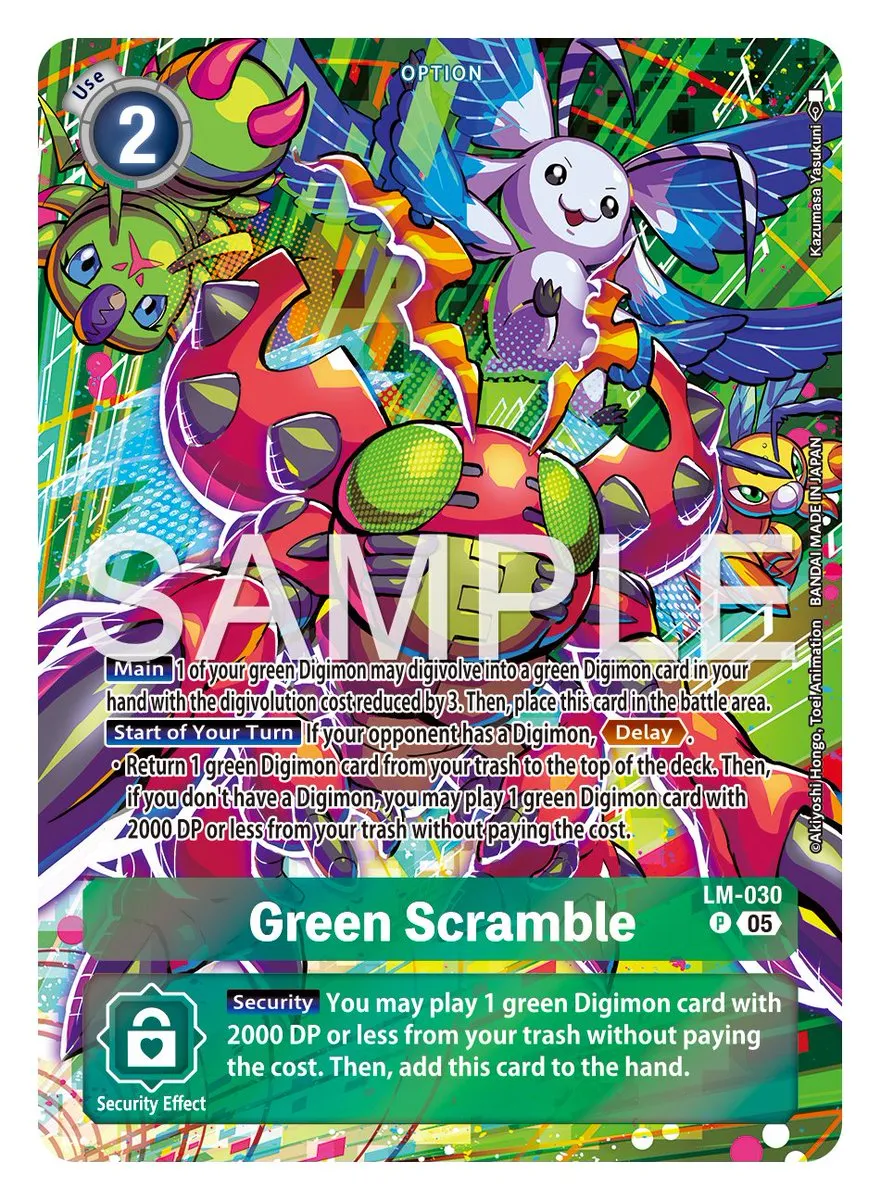 OPTION
Use
2
Kazumasa Yasukuni
SAMPLE
©Akiyoshi Hongo, Toei Animation BANDAI MADE IN JAPAN
Main 1 of your green Digimon may digivolve into a green Digimon card in your
hand with the digivolution cost reduced by 3. Then, place this card in the battle area.
Start of Your Turn If your opponent has a Digimon, Delay.
・Return 1 green Digimon card from your trash to the top of the deck. Then,
if you don't have a Digimon, you may play 1 green Digimon card with
2000 DP or less from your trash without paying the cost.
LM-030
Green Scramble
P 05
Security You may play 1 green Digimon card with
2000 DP or less from your trash without paying
the cost. Then, add this card to the hand.
Security Effect